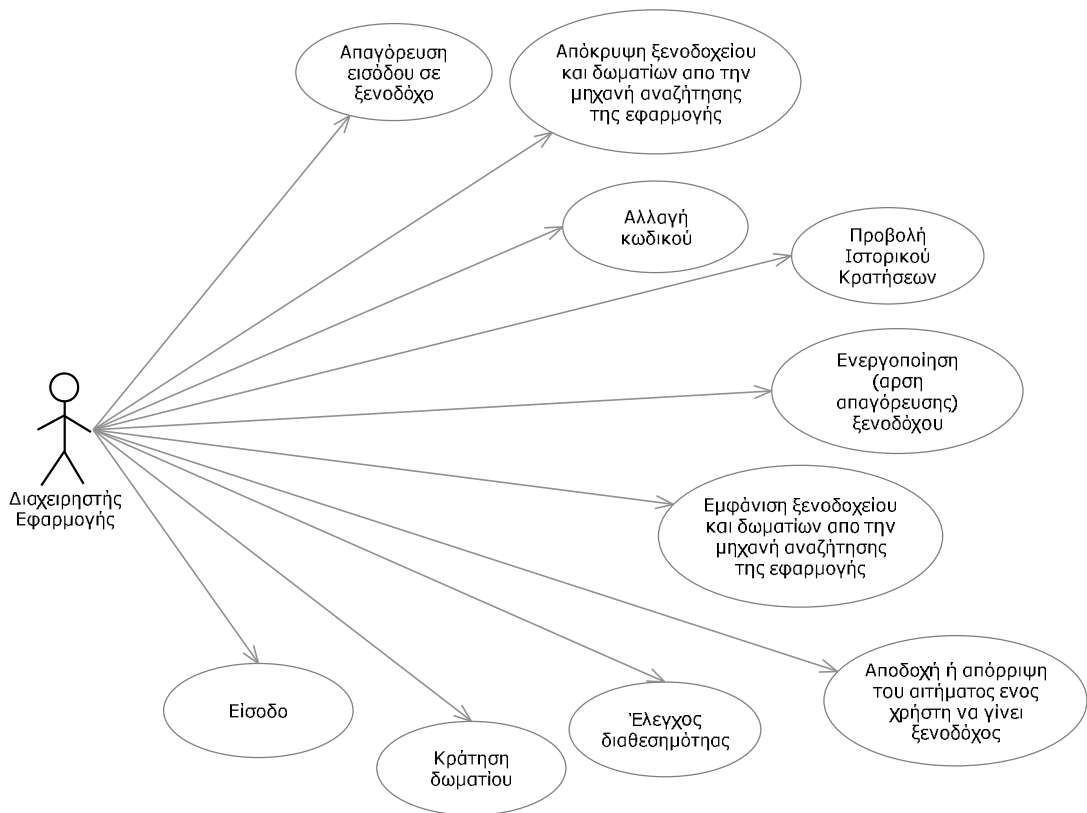 Απαγόρευση
εισόδου σε
ξενοδόχο
Απόκρυψη ξενοδοχείου
και δωματίων απο την
μηχανή αναζήτησης
της εφαρμογής
Αλλαγή
κωδικού
Προβολή
Ιστορικού
Κρατήσεων
Ενεργοποίηση
(αρση
απαγόρευσης)
ξενοδόχου
Διαχειρηστής
Εφαρμογής
Εμφάνιση ξενοδοχείου
και δωματίων απο την
μηχανή αναζήτησης
της εφαρμογής
Αποδοχή ή απόρριψη
του αιτήματος ενος
χρήστη να γίνει
ξενοδόχος
Είσοδο
Κράτηση
δωματίου
Έλεγχος
διαθεσημότηας